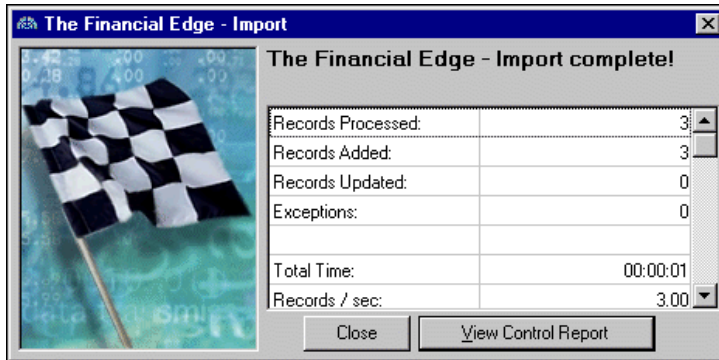 The Financial Edge - Import
The Financial Edge - Import complete!
Records Processed: 3
Records Added: 3
Records Updated: 0
Exceptions: 0
Total Time: 00:00:01
Records / sec: 3.00
Close
View Control Report